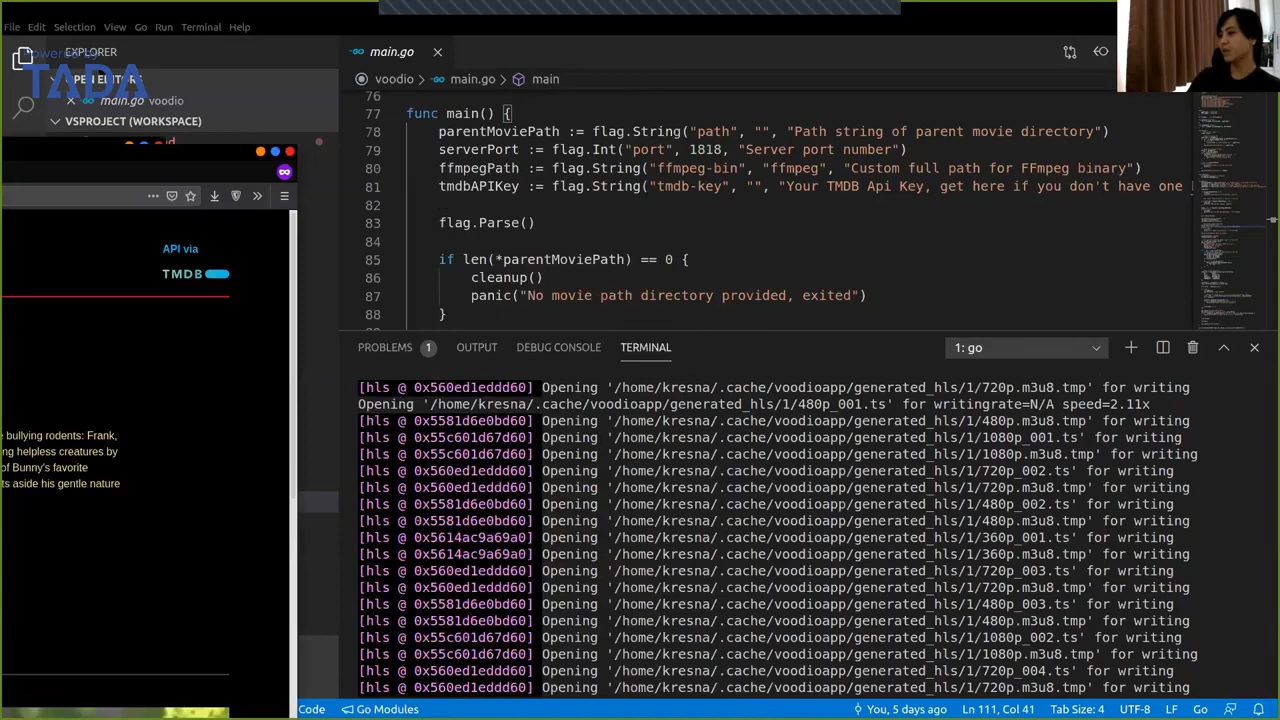 File Edit Selection View Go Run Terminal Help
EXPLORER
powered by
TADA
OPEN EDITORS
main.go voodio
VSPROJECT (WORKSPACE)
API via
TMDB
bullying rodents: Frank,
ng helpless creatures by
of Bunny's favorite
ts aside his gentle nature
main.go
voodio > main.go > main
76
77 func main() {
78 parentMoviePath := flag.String("path", "", "Path string of parent movie directory")
79 serverPort := flag.Int("port", 1818, "Server port number")
80 ffmpegPath := flag.String("ffmpeg-bin", "ffmpeg", "Custom full path for FFmpeg binary")
81 tmdbAPIKey := flag.String("tmdb-key", "", "Your TMDB Api Key, get here if you don't have one
82
83 flag.Parse()
84
85 if len(*parentMoviePath) == 0 {
86 cleanup()
87 panic("No movie path directory provided, exited")
88 }
PROBLEMS 1 OUTPUT DEBUG CONSOLE TERMINAL 1: go
[hls @ 0x560ed1eddd60] Opening '/home/kresna/.cache/voodioapp/generated_hls/1/720p.m3u8.tmp' for writing
Opening '/home/kresna/.cache/voodioapp/generated_hls/1/480p_001.ts' for writingrate=N/A speed=2.11x
[hls @ 0x5581d6e0bd60] Opening '/home/kresna/.cache/voodioapp/generated_hls/1/480p.m3u8.tmp' for writing
[hls @ 0x55c601d67d60] Opening '/home/kresna/.cache/voodioapp/generated_hls/1/1080p_001.ts' for writing
[hls @ 0x55c601d67d60] Opening '/home/kresna/.cache/voodioapp/generated_hls/1/1080p.m3u8.tmp' for writing
[hls @ 0x560ed1eddd60] Opening '/home/kresna/.cache/voodioapp/generated_hls/1/720p_002.ts' for writing
[hls @ 0x560ed1eddd60] Opening '/home/kresna/.cache/voodioapp/generated_hls/1/720p.m3u8.tmp' for writing
[hls @ 0x5581d6e0bd60] Opening '/home/kresna/.cache/voodioapp/generated_hls/1/480p_002.ts' for writing
[hls @ 0x5581d6e0bd60] Opening '/home/kresna/.cache/voodioapp/generated_hls/1/480p.m3u8.tmp' for writing
[hls @ 0x5614ac9a69a0] Opening '/home/kresna/.cache/voodioapp/generated_hls/1/360p_001.ts' for writing
[hls @ 0x5614ac9a69a0] Opening '/home/kresna/.cache/voodioapp/generated_hls/1/360p.m3u8.tmp' for writing
[hls @ 0x560ed1eddd60] Opening '/home/kresna/.cache/voodioapp/generated_hls/1/720p_003.ts' for writing
[hls @ 0x560ed1eddd60] Opening '/home/kresna/.cache/voodioapp/generated_hls/1/720p.m3u8.tmp' for writing
[hls @ 0x5581d6e0bd60] Opening '/home/kresna/.cache/voodioapp/generated_hls/1/480p_003.ts' for writing
[hls @ 0x5581d6e0bd60] Opening '/home/kresna/.cache/voodioapp/generated_hls/1/480p.m3u8.tmp' for writing
[hls @ 0x55c601d67d60] Opening '/home/kresna/.cache/voodioapp/generated_hls/1/1080p_002.ts' for writing
[hls @ 0x55c601d67d60] Opening '/home/kresna/.cache/voodioapp/generated_hls/1/1080p.m3u8.tmp' for writing
[hls @ 0x560ed1eddd60] Opening '/home/kresna/.cache/voodioapp/generated_hls/1/720p_004.ts' for writing
[hls @ 0x560ed1eddd60] Opening '/home/kresna/.cache/voodioapp/generated_hls/1/720p.m3u8.tmp' for writing
Code Go Modules You, 5 days ago Ln 111, Col 41 Tab Size: 4 UTF-8 LF Go